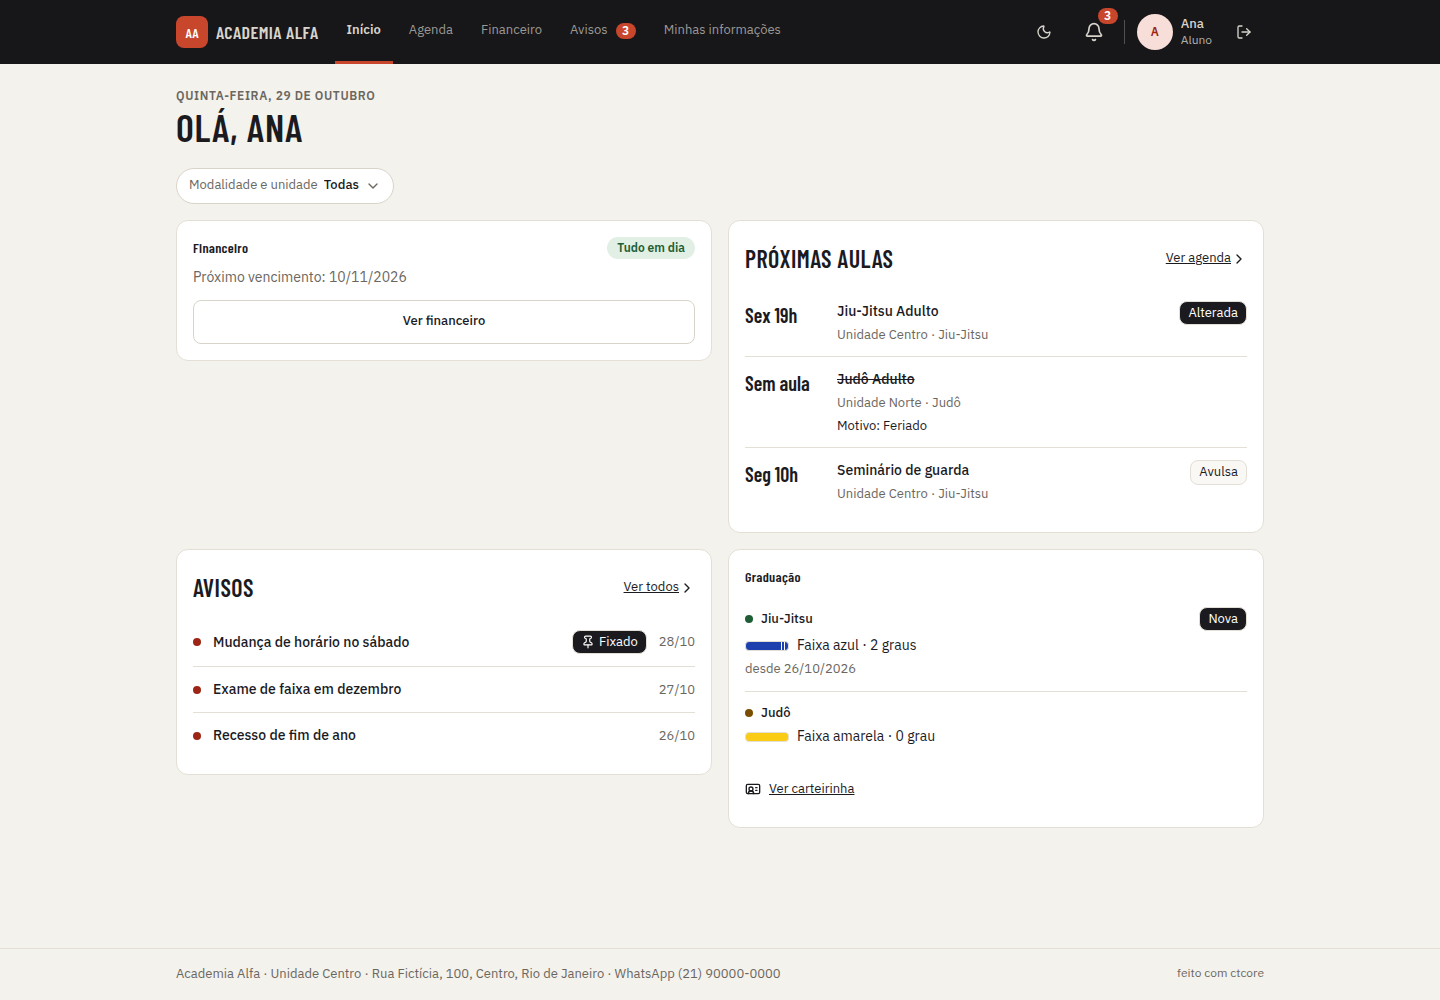 AA ACADEMIA ALFA Início Agenda Financeiro Avisos 3 Minhas informações 3 A Ana
Aluno
QUINTA-FEIRA, 29 DE OUTUBRO
OLÁ, ANA
Modalidade e unidade Todas
Financeiro Tudo em dia
Próximo vencimento: 10/11/2026
Ver financeiro
PRÓXIMAS AULAS Ver agenda
Sex 19h Jiu-Jitsu Adulto Alterada
Unidade Centro · Jiu-Jitsu
Sem aula Judô Adulto
Unidade Norte · Judô
Motivo: Feriado
Seg 10h Seminário de guarda Avulsa
Unidade Centro · Jiu-Jitsu
AVISOS Ver todos
Mudança de horário no sábado Fixado 28/10
Exame de faixa em dezembro 27/10
Recesso de fim de ano 26/10
Graduação
Jiu-Jitsu Nova
Faixa azul · 2 graus
desde 26/10/2026
Judô
Faixa amarela · 0 grau
Ver carteirinha
Academia Alfa · Unidade Centro · Rua Fictícia, 100, Centro, Rio de Janeiro · WhatsApp (21) 90000-0000 feito com ctcore